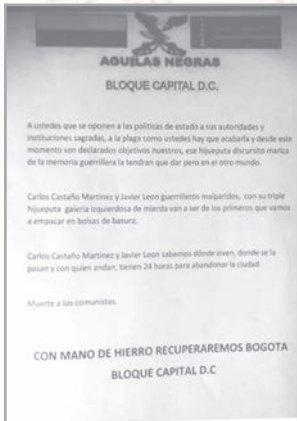 AGUILAS NEGRAS
BLOQUE CAPITAL D.C.
A ustedes que se oponen a las politicas de estado a sus autoridades y
instituciones sagradas, a la plaga como ustedes hay que acabarla y desde este
momento son declarados objetivos nuestros, ese hijueputa discursito marica
de la memoria guerrillera la tendran que dar pero en el otro mundo.
Carlos Castaño Martinez y Javier Leon guerrilleros malparidos, con su triple
hijueputa galeria izquierdosa de mierda van a ser de los primeros que vamos
a empacar en bolsas de basura.
Carlos Castaño Martinez y Javier Leon sabemos dónde viven, donde se la
pasan y con quien andan, tienen 24 horas para abandonar la ciudad.
Muerte a los comunistas.
CON MANO DE HIERRO RECUPERAREMOS BOGOTA
BLOQUE CAPITAL D.C